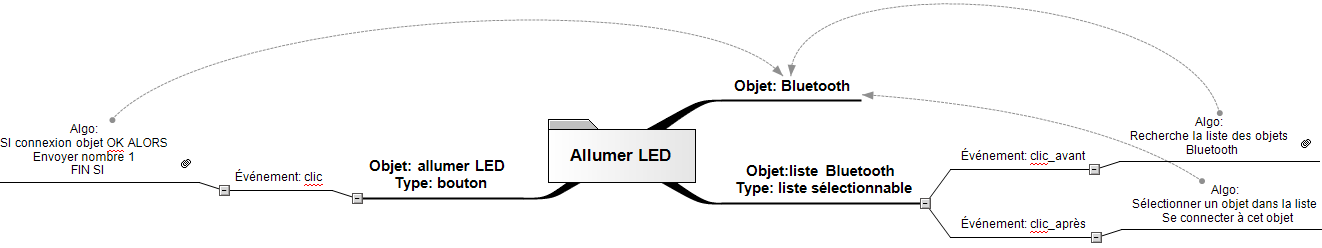 Objet: Bluetooth
Algo:
SI connexion objet OK ALORS
Envoyer nombre 1
FIN SI
Événement: clic
Objet: allumer LED
Type: bouton
Allumer LED
Objet:liste Bluetooth
Type: liste sélectionnable
Événement: clic_avant
Algo:
Recherche la liste des objets
Bluetooth
Événement: clic_après
Algo:
Sélectionner un objet dans la liste
Se connecter à cet objet